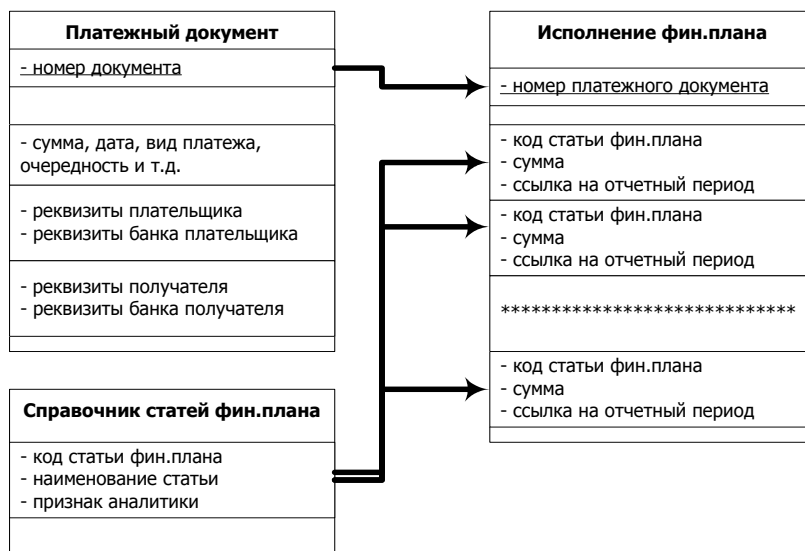 Платежный документ
- номер документа
- сумма, дата, вид платежа,
очередность и т.д.
- реквизиты плательщика
- реквизиты банка плательщика
- реквизиты получателя
- реквизиты банка получателя
Справочник статей фин.плана
- код статьи фин.плана
- наименование статьи
- признак аналитики
Исполнение фин.плана
- номер платежного документа
- код статьи фин.плана
- сумма
- ссылка на отчетный период
- код статьи фин.плана
- сумма
- ссылка на отчетный период
*****************************
- код статьи фин.плана
- сумма
- ссылка на отчетный период